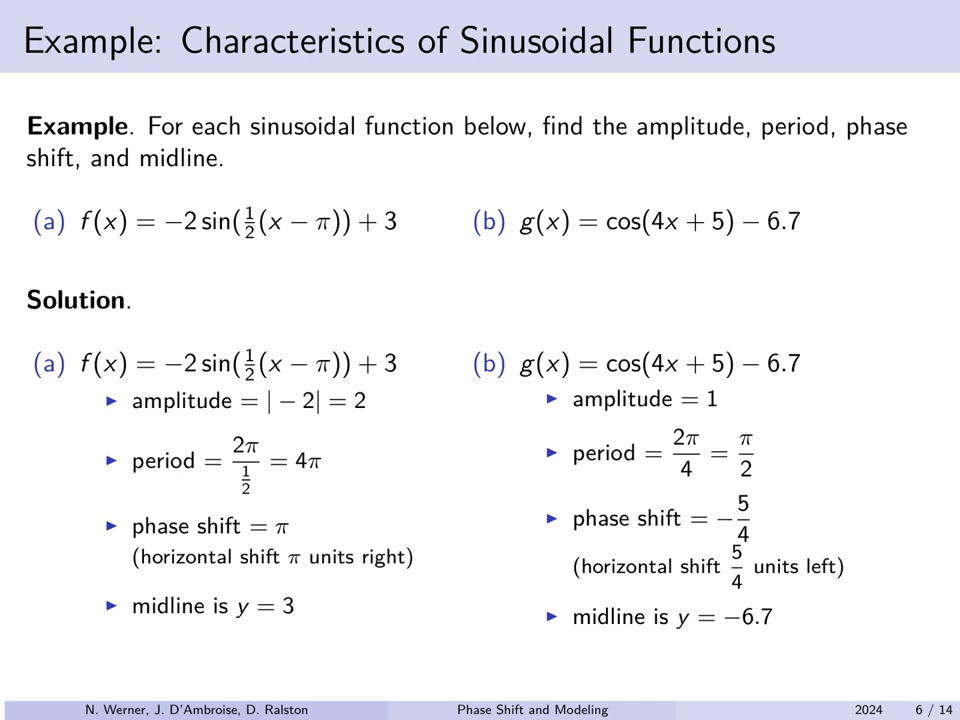 Example: Characteristics of Sinusoidal Functions
Example. For each sinusoidal function below, find the amplitude, period, phase
shift, and midline.
(a) f(x) = −2 sin(½(x − π)) + 3
(b) g(x) = cos(4x + 5) − 6.7
Solution.
(a) f(x) = −2 sin(½(x − π)) + 3
▶ amplitude = | − 2| = 2
▶ period = 2π/(1/2) = 4π
▶ phase shift = π
(horizontal shift π units right)
▶ midline is y = 3
(b) g(x) = cos(4x + 5) − 6.7
▶ amplitude = 1
▶ period = 2π/4 = π/2
▶ phase shift = −5/4
(horizontal shift 5/4 units left)
▶ midline is y = −6.7
N. Werner, J. D'Ambroise, D. Ralston
Phase Shift and Modeling
2024
6 / 14